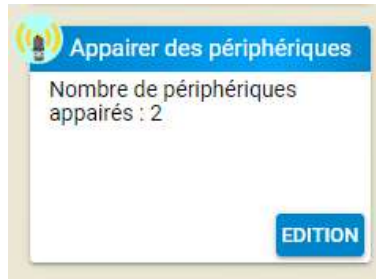 Appairer des périphériques
Nombre de périphériques
appairés : 2
EDITION